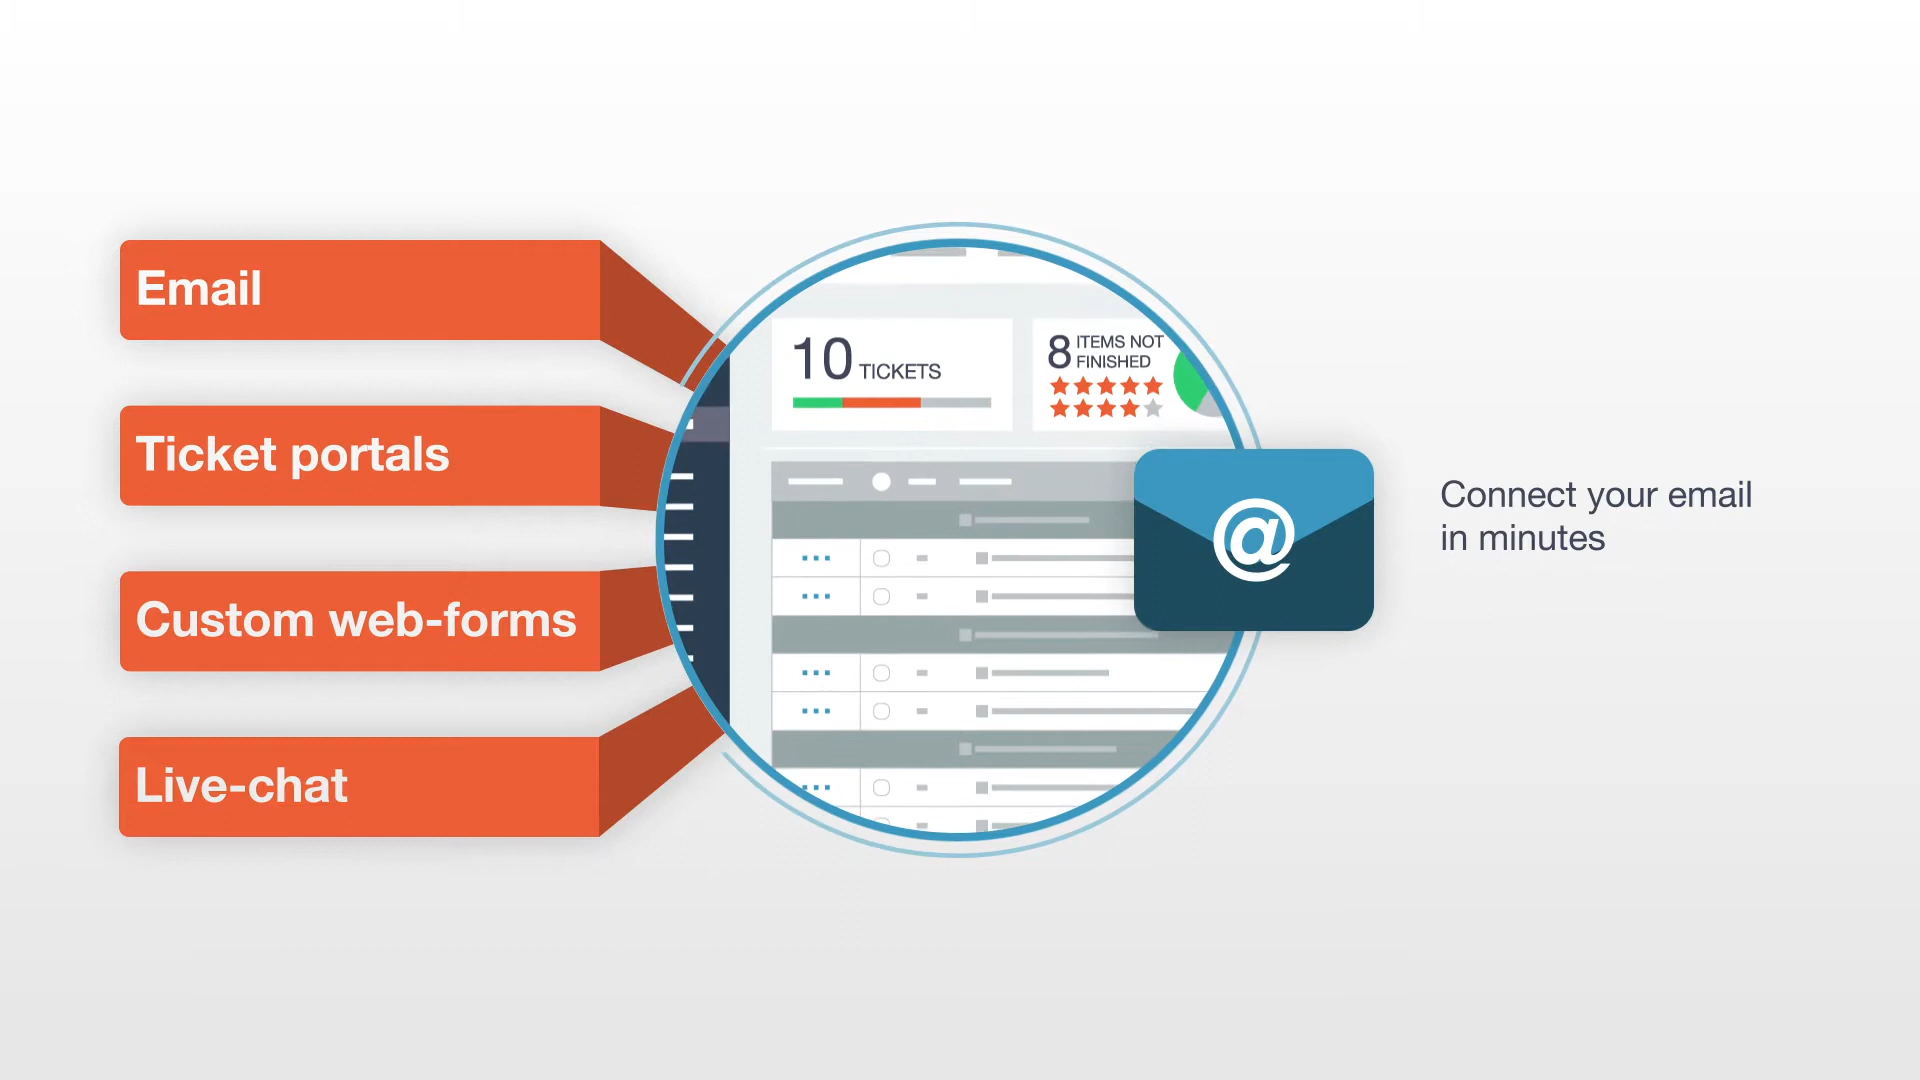 Email
Ticket portals
Custom web-forms
Live-chat
10 TICKETS
8 ITEMS NOT
FINISHED
@
Connect your email
in minutes